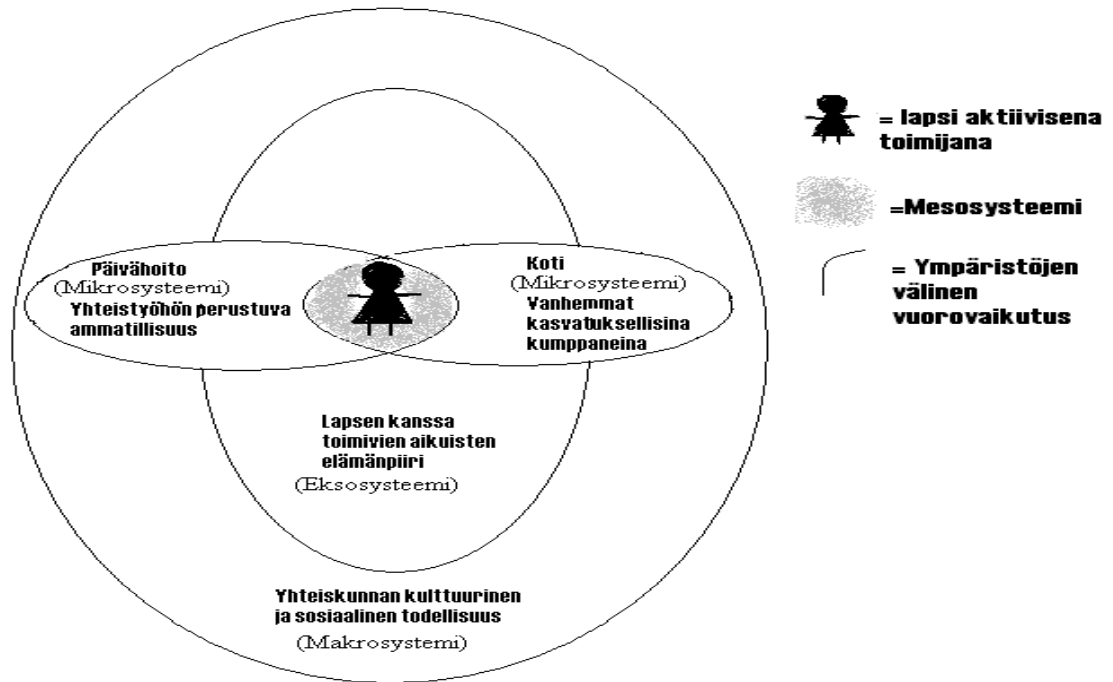 Päivähoito
(Mikrosysteemi)
Yhteistyöhön perustuva
ammatillisuus
Koti
(Mikrosysteemi)
Vanhemmat
kasvatuksellisina
kumppaneina
Lapsen kanssa
toimivien aikuisten
elämänpiiri
(Eksosysteemi)
Yhteiskunnan kulttuurinen
ja sosiaalinen todellisuus
(Makrosystemi)
= lapsi aktiivisena
toimijana
=Mesosysteemi
= Ympäristöjen
välinen
vuorovaikutus